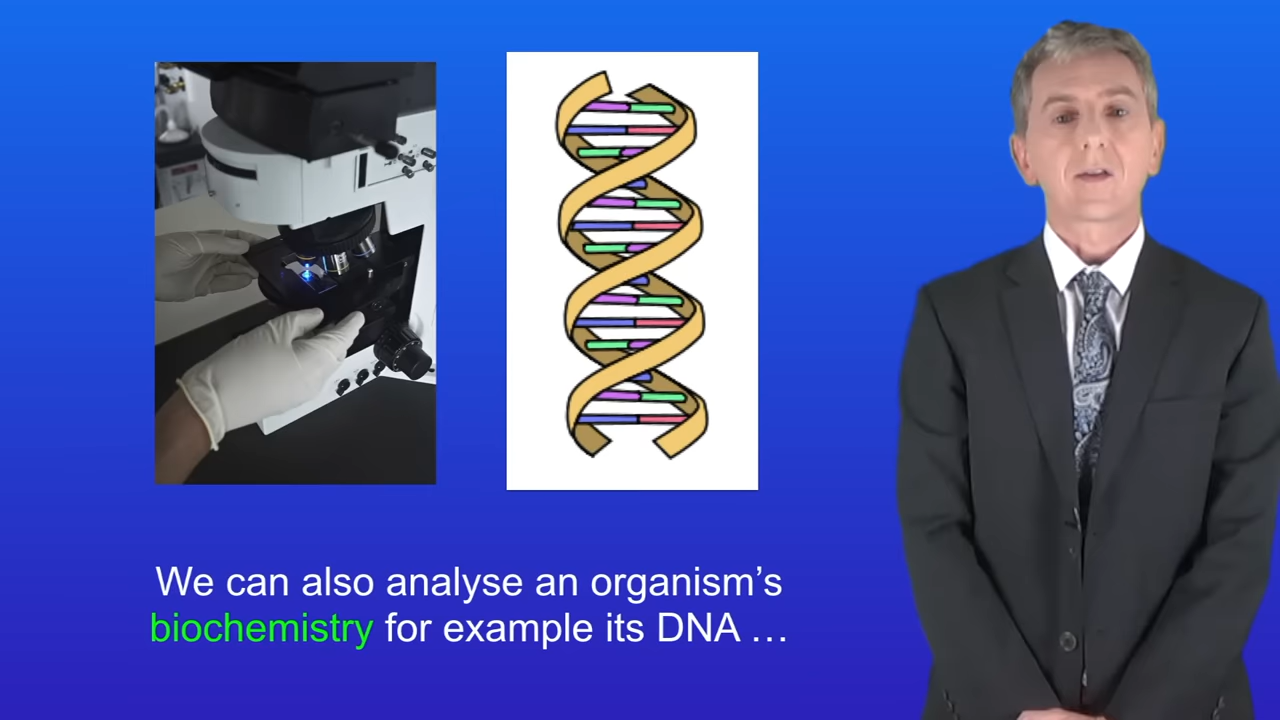 We can also analyse an organism’s
biochemistry for example its DNA …